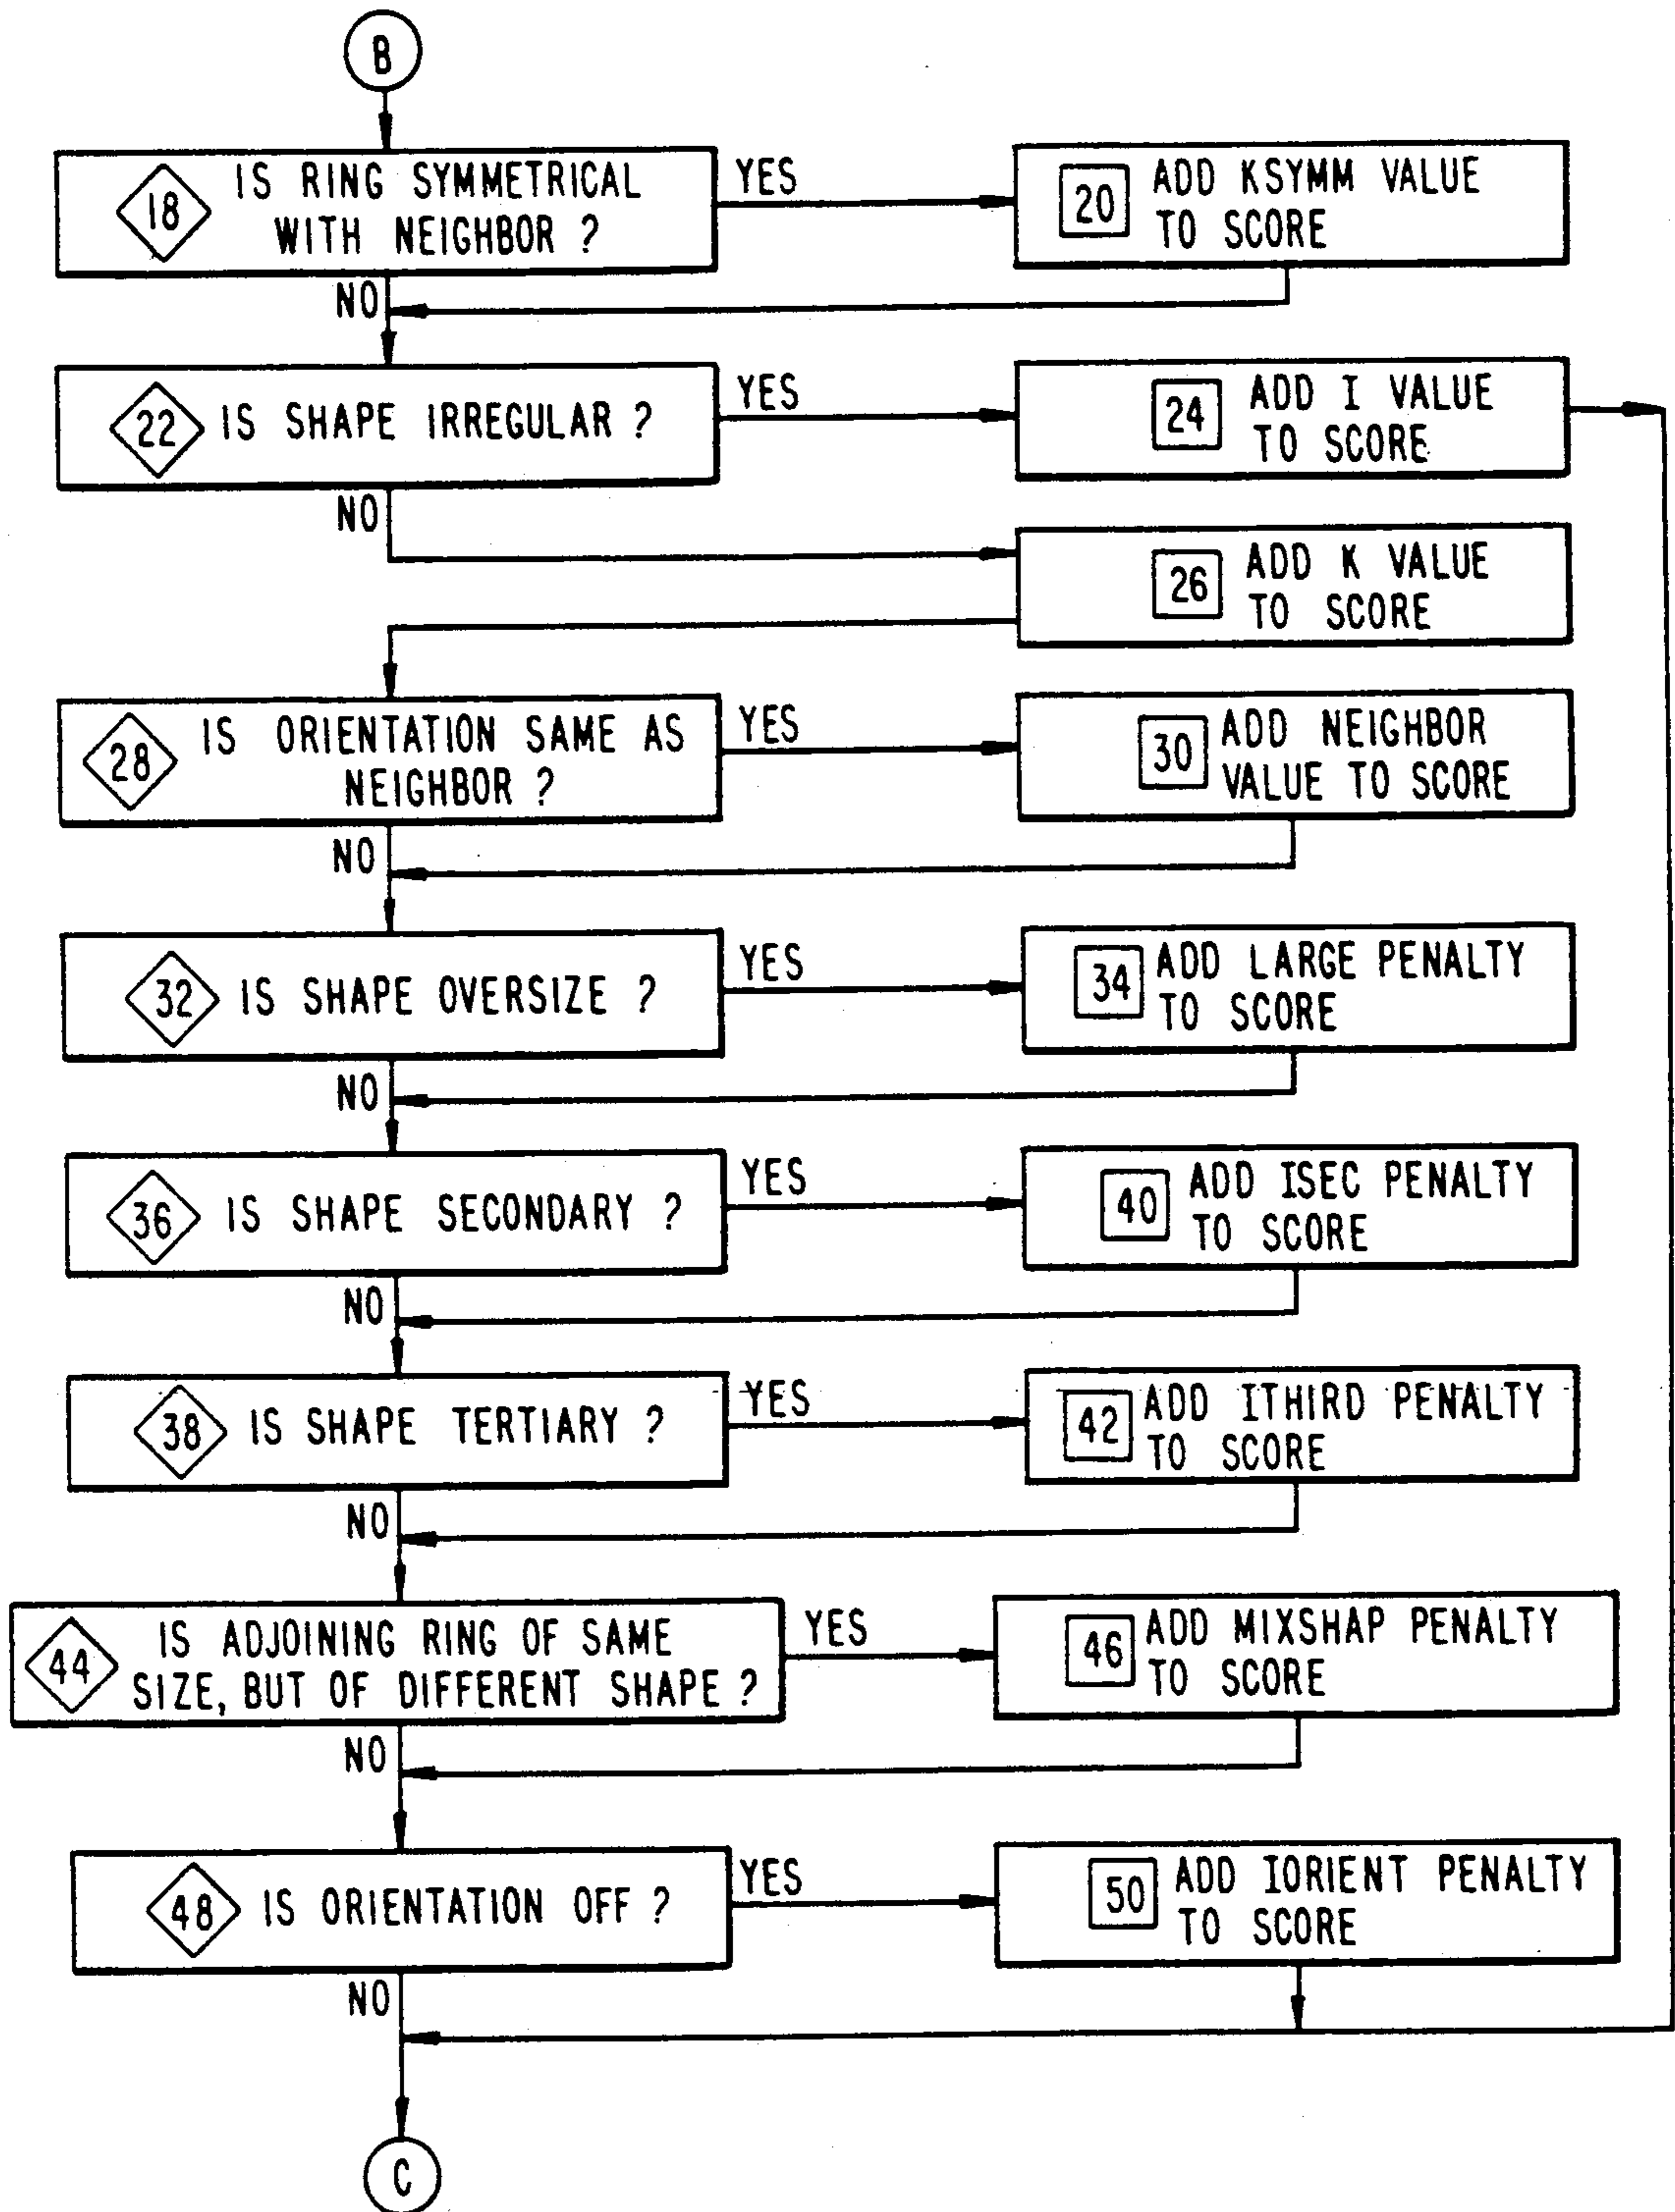 B
18 IS RING SYMMETRICAL
WITH NEIGHBOR ?
YES
20 ADD KSYMM VALUE
TO SCORE
NO
22 IS SHAPE IRREGULAR ?
YES
24 ADD I VALUE
TO SCORE
NO
26 ADD K VALUE
TO SCORE
28 IS ORIENTATION SAME AS
NEIGHBOR ?
YES
30 ADD NEIGHBOR
VALUE TO SCORE
NO
32 IS SHAPE OVERSIZE ?
YES
34 ADD LARGE PENALTY
TO SCORE
NO
36 IS SHAPE SECONDARY ?
YES
40 ADD ISEC PENALTY
TO SCORE
NO
38 IS SHAPE TERTIARY ?
YES
42 ADD ITHIRD PENALTY
TO SCORE
NO
44 IS ADJOINING RING OF SAME
SIZE, BUT OF DIFFERENT SHAPE ?
YES
46 ADD MIXSHAP PENALTY
TO SCORE
NO
48 IS ORIENTATION OFF ?
YES
50 ADD IORIENT PENALTY
TO SCORE
NO
C